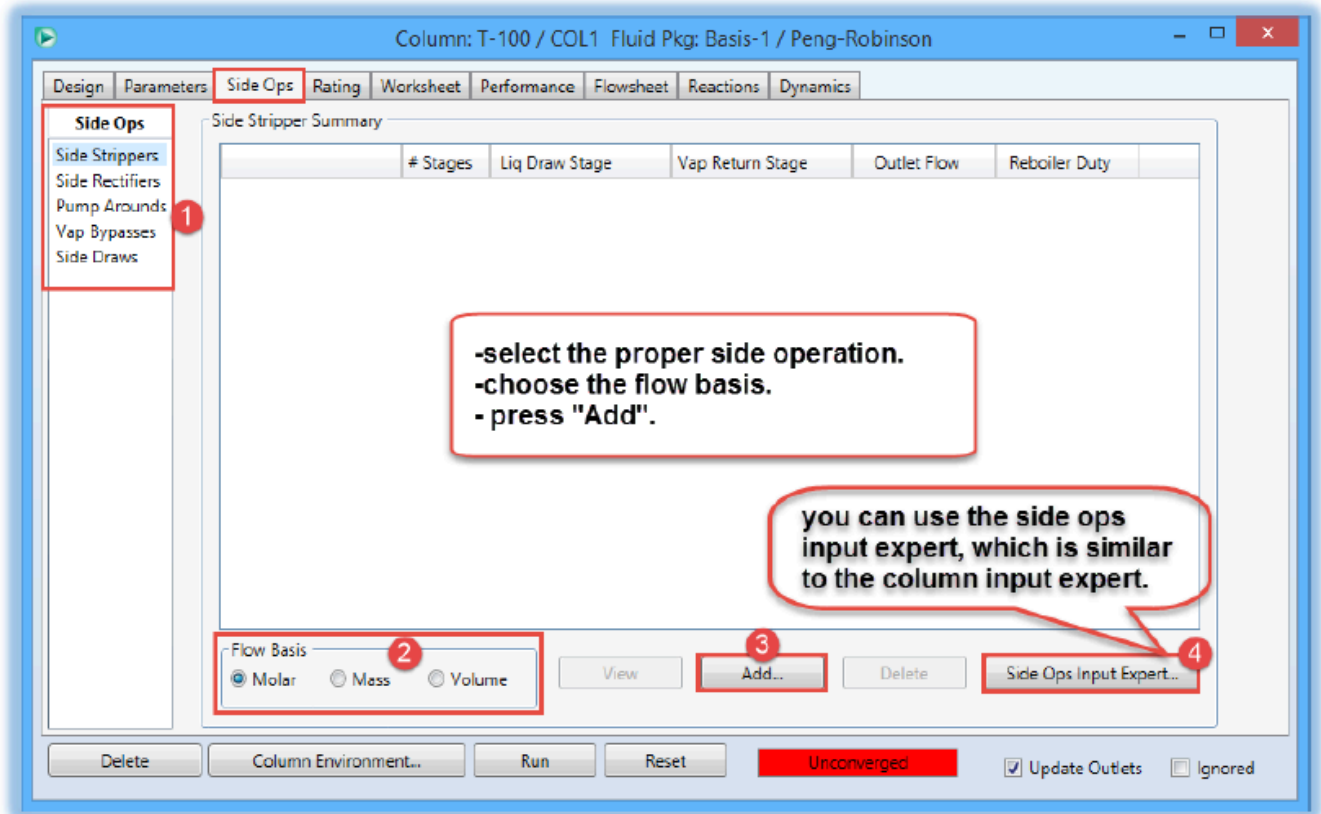 Column: T-100 / COL1 Fluid Pkg: Basis-1 / Peng-Robinson
Design Parameters Side Ops Rating Worksheet Performance Flowsheet Reactions Dynamics
Side Ops
Side Strippers
Side Rectifiers
Pump Arounds
Vap Bypasses
Side Draws
1
Side Stripper Summary
# Stages Liq Draw Stage Vap Return Stage Outlet Flow Reboiler Duty
-select the proper side operation.
-choose the flow basis.
- press "Add".
you can use the side ops
input expert, which is similar
to the column input expert.
Flow Basis 2
Molar Mass Volume
View
3
Add...
Delete
4
Side Ops Input Expert...
Delete Column Environment... Run Reset Unconverged Update Outlets Ignored